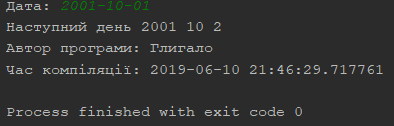 Дата: 2001-10-01
Наступний день 2001 10 2
Автор програми: Глигало
Час компіляції: 2019-06-10 21:46:29.717761
Process finished with exit code 0